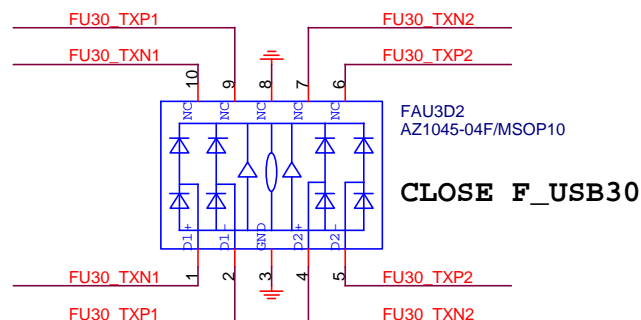 FU30_TXP1 FU30_TXN2
FU30_TXN1 FU30_TXP2
10 9 8 7 6
NC NC NC NC NC
FAU3D2
AZ1045-04F/MSOP10
CLOSE F_USB30
D1+ D1- GND D2+ D2-
1 2 3 4 5
FU30_TXN1 FU30_TXP2
FU30_TXP1 FU30_TXN2